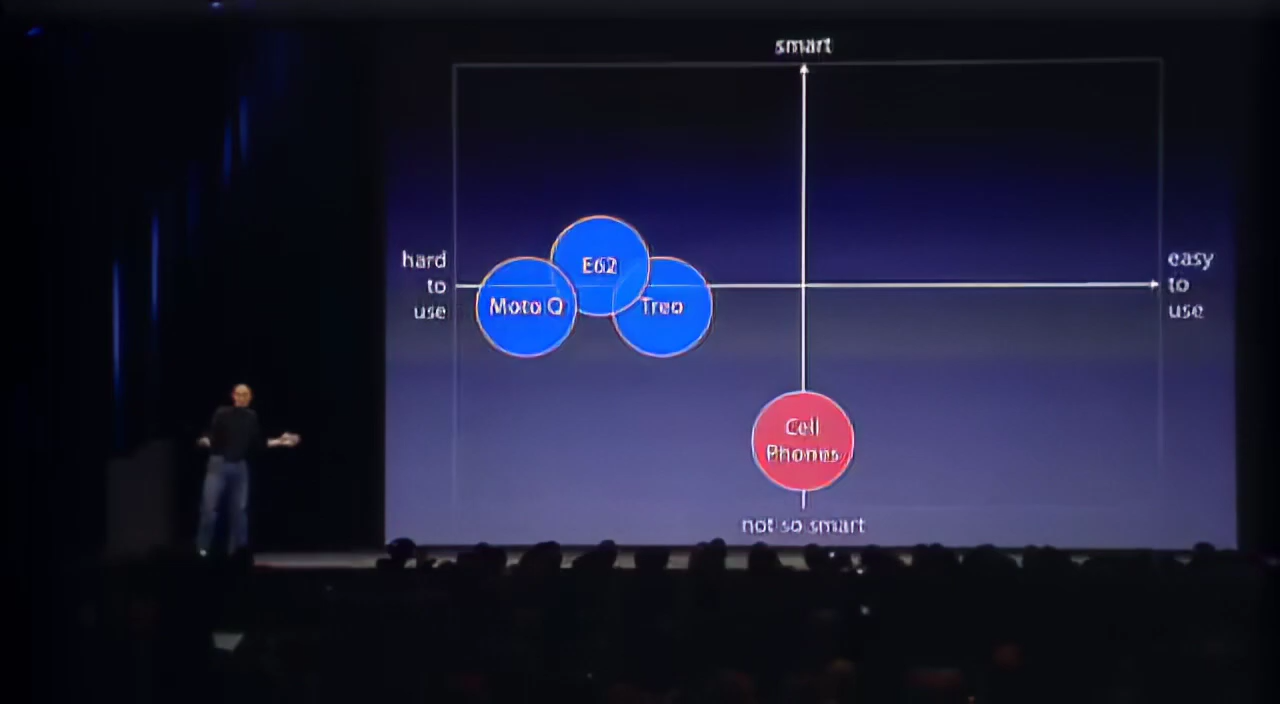 smart
hard
to
use
easy
to
use
E62
Moto Q
Treo
Cell
Phones
not so smart